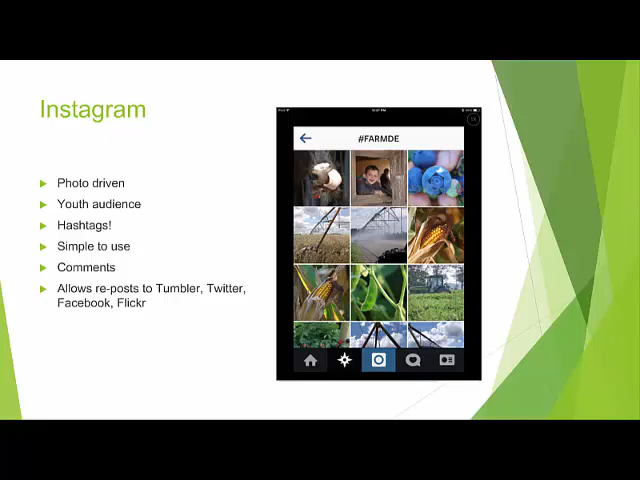 Instagram
Photo driven
Youth audience
Hashtags!
Simple to use
Comments
Allows re-posts to Tumbler, Twitter,
Facebook, Flickr
#FARMDE